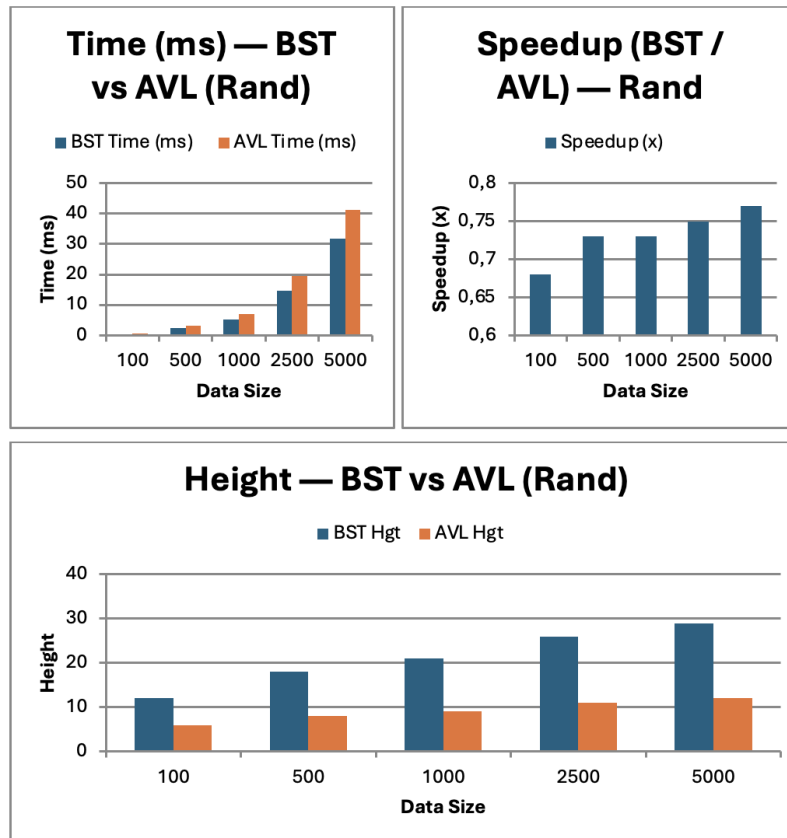 Time (ms) — BST
vs AVL (Rand)
BST Time (ms) AVL Time (ms)
50
40
30
20
10
0
Time (ms)
100 500 1000 2500 5000
Data Size
Speedup (BST /
AVL) — Rand
Speedup (x)
0,8
0,75
0,7
0,65
0,6
Speedup (x)
100 500 1000 2500 5000
Data Size
Height — BST vs AVL (Rand)
BST Hgt AVL Hgt
40
30
20
10
0
Height
100 500 1000 2500 5000
Data Size